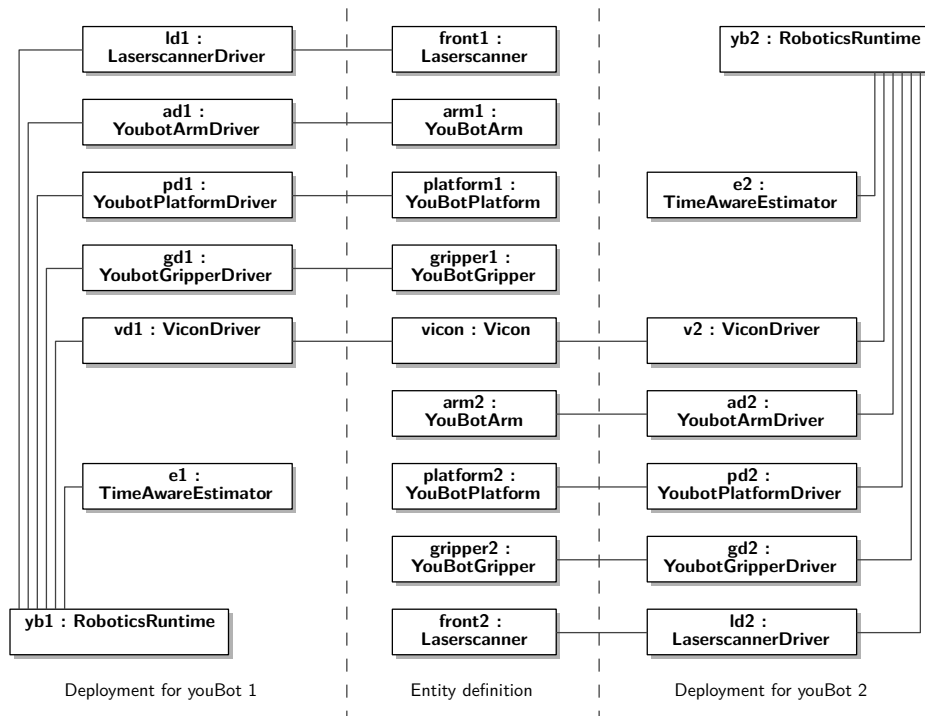 ld1 :
LaserscannerDriver
front1 :
Laserscanner
yb2 : RoboticsRuntime
ad1 :
YoubotArmDriver
arm1 :
YouBotArm
pd1 :
YoubotPlatformDriver
platform1 :
YouBotPlatform
e2 :
TimeAwareEstimator
gd1 :
YoubotGripperDriver
gripper1 :
YouBotGripper
vd1 : ViconDriver
vicon : Vicon
v2 : ViconDriver
arm2 :
YouBotArm
ad2 :
YoubotArmDriver
e1 :
TimeAwareEstimator
platform2 :
YouBotPlatform
pd2 :
YoubotPlatformDriver
gripper2 :
YouBotGripper
gd2 :
YoubotGripperDriver
yb1 : RoboticsRuntime
front2 :
Laserscanner
ld2 :
LaserscannerDriver
Deployment for youBot 1
Entity definition
Deployment for youBot 2